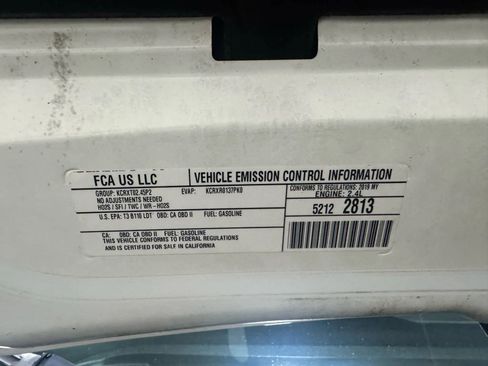 FCA US LLC
VEHICLE EMISSION CONTROL INFORMATION
GROUP: KCRXT02.45P2 EVAP: KCRXR0137PK0
NO ADJUSTMENTS NEEDED
HO2S / SFI / TWC / WR - HO2S
CONFORMS TO REGULATIONS: 2019 MY
ENGINE: 2.4L
U.S. EPA: T3 B110 LDT OBD: CA OBD II FUEL: GASOLINE
5212 2813
CA: OBD: CA OBD II FUEL: GASOLINE
THIS VEHICLE CONFORMS TO FEDERAL REGULATIONS
AND IS CERTIFIED FOR SALE IN CALIFORNIA